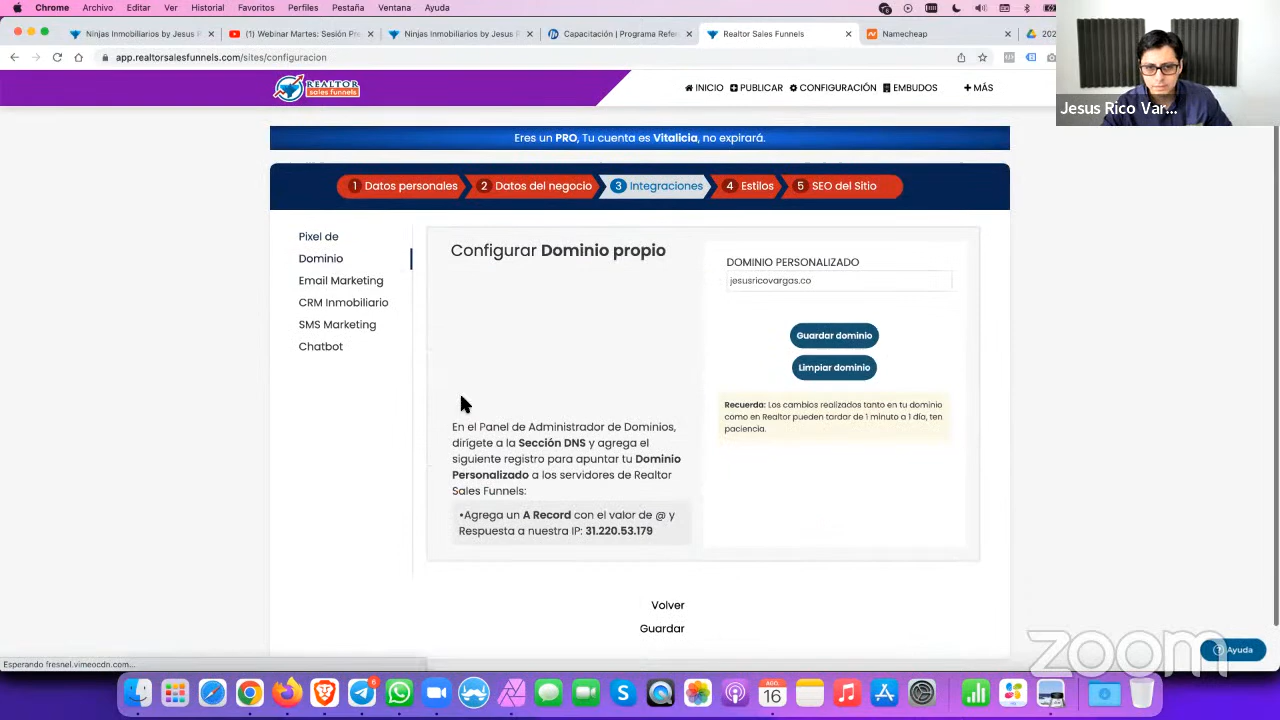 Chrome Archivo Editar Ver Historial Favoritos Perfiles Pestaña Ventana Ayuda
Ninjas Inmobiliarios by Jesus R
(1) Webinar Martes: Sesión Pre
Ninjas Inmobiliarios by Jesus R
Capacitación | Programa Refer
Realtor Sales Funnels
Namecheap
202
app.realtorsalesfunnels.com/sites/configuracion
REALTOR
sales funnels
INICIO PUBLICAR CONFIGURACIÓN EMBUDOS + MÁS
Jesus Rico Var...
Eres un PRO, Tu cuenta es Vitalicia, no expirará.
1 Datos personales 2 Datos del negocio 3 Integraciones 4 Estilos 5 SEO del Sitio
Pixel de
Dominio
Email Marketing
CRM Inmobiliario
SMS Marketing
Chatbot
Configurar Dominio propio
En el Panel de Administrador de Dominios,
dirígete a la Sección DNS y agrega el
siguiente registro para apuntar tu Dominio
Personalizado a los servidores de Realtor
Sales Funnels:
•Agrega un A Record con el valor de @ y
Respuesta a nuestra IP: 31.220.53.179
DOMINIO PERSONALIZADO
jesusricovargas.co
Guardar dominio
Limpiar dominio
Recuerda: Los cambios realizados tanto en tu dominio
como en Realtor pueden tardar de 1 minuto a 1 día, ten
paciencia.
Volver
Guardar
Esperando fresnel.vimeocdn.com...
Ayuda
zoom
6
AGO.
16